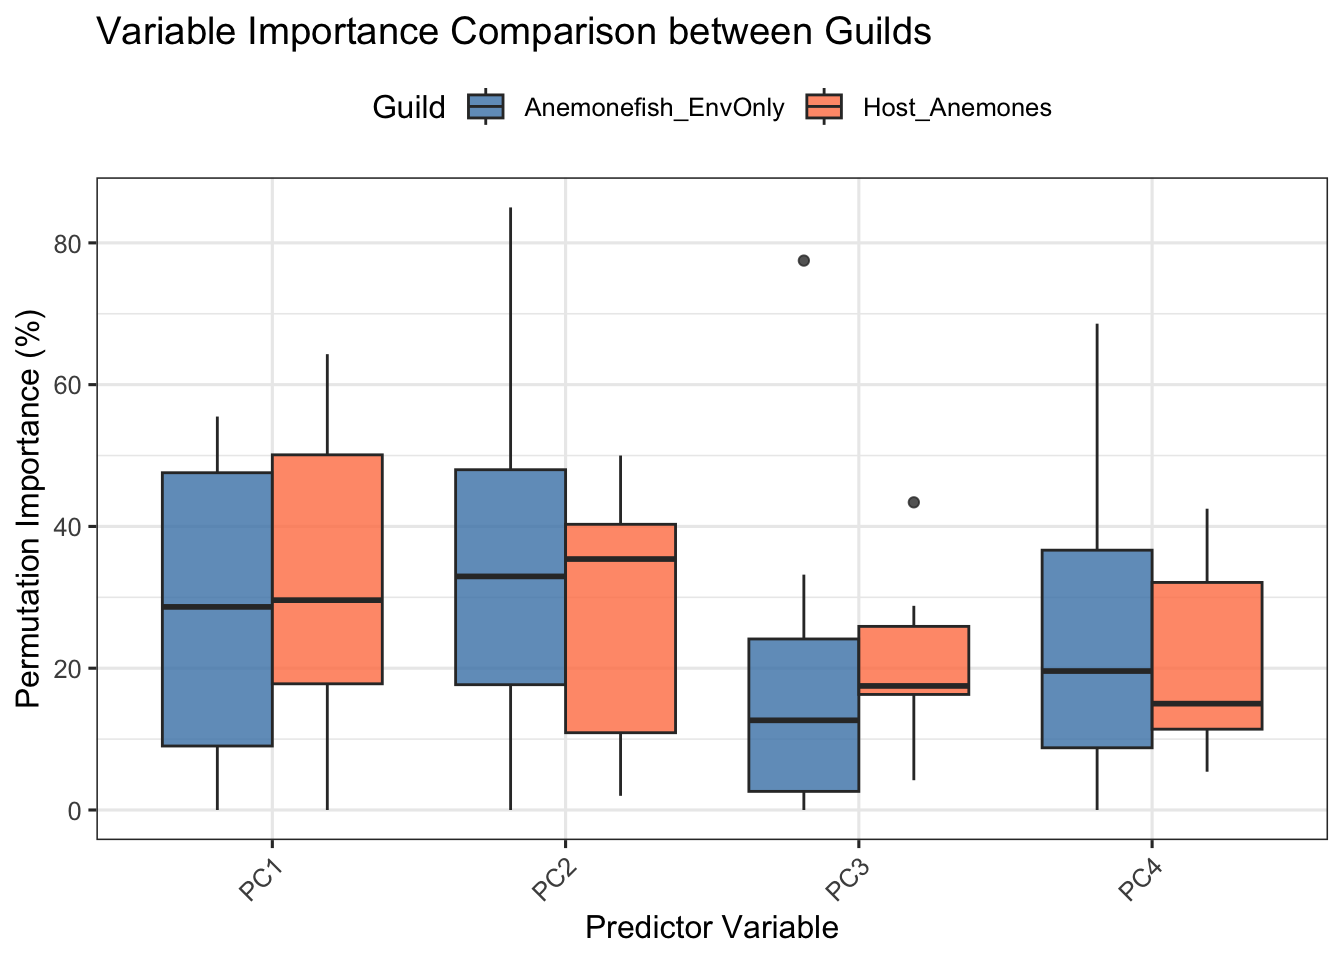 Variable Importance Comparison between Guilds
Guild Anemonefish_EnvOnly Host_Anemones
Permutation Importance (%)
80
60
40
20
0
PC1 PC2 PC3 PC4
Predictor Variable